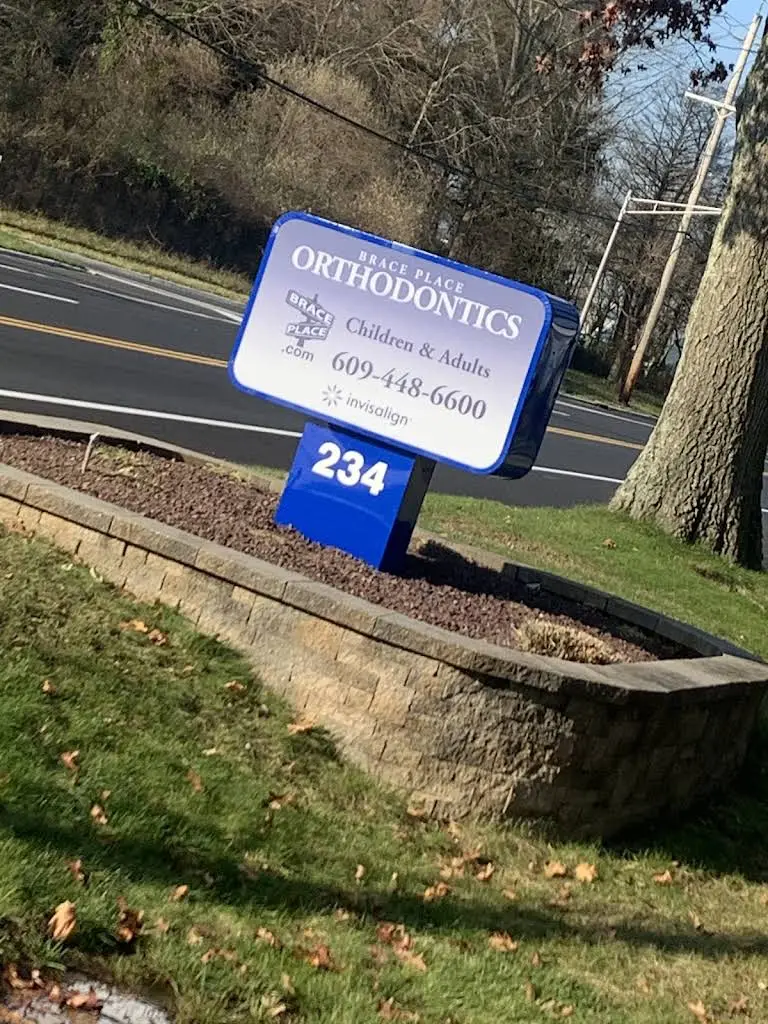 BRACE PLACE
ORTHODONTICS
BRACE
PLACE
.com
Children & Adults
609-448-6600
invisalign
234